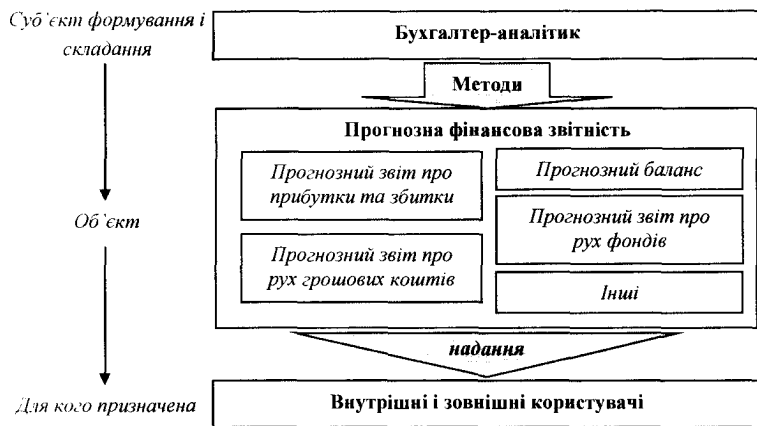 Суб`єкт формування і
складання
Бухгалтер-аналітик
Методи
Прогнозна фінансова звітність
Прогнозний звіт про
прибутки та збитки
Прогнозний баланс
Об`єкт
Прогнозний звіт про
рух фондів
Прогнозний звіт про
рух грошових коштів
Інші
надання
Для кого призначена
Внутрішні і зовнішні користувачі